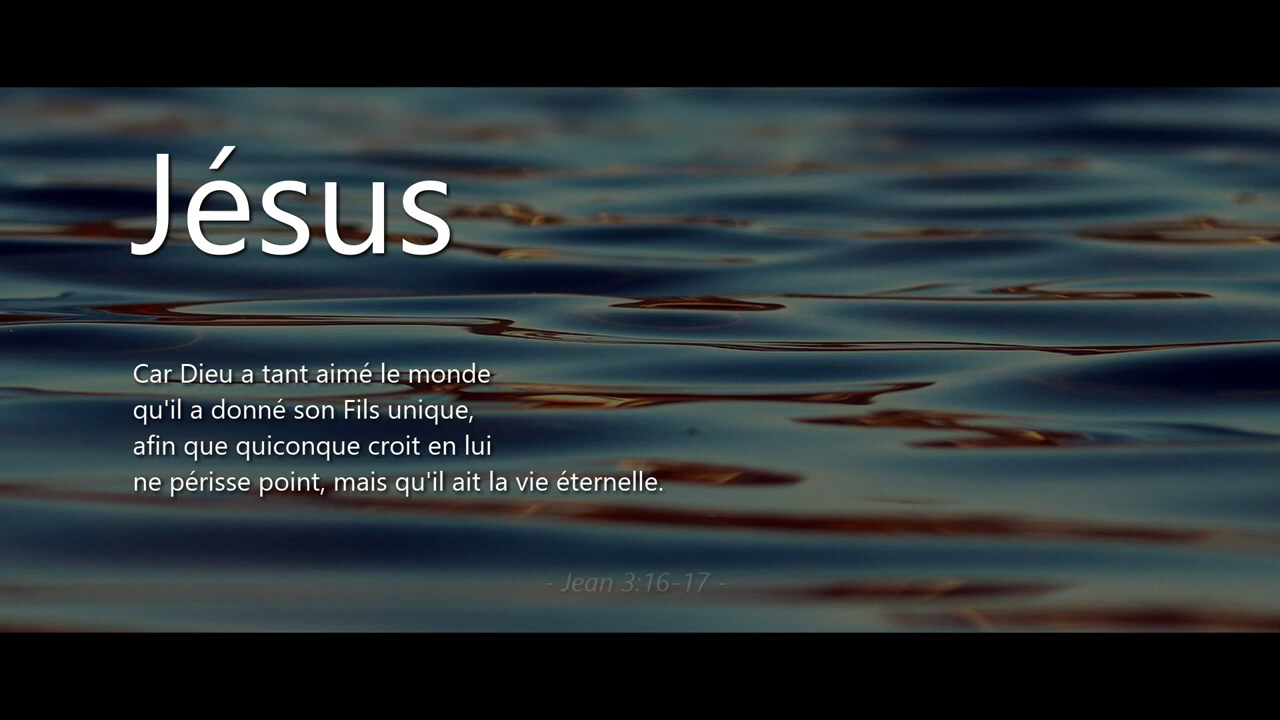 Jésus
Car Dieu a tant aimé le monde
qu'il a donné son Fils unique,
afin que quiconque croit en lui
ne périsse point, mais qu'il ait la vie éternelle.
- Jean 3:16-17 -